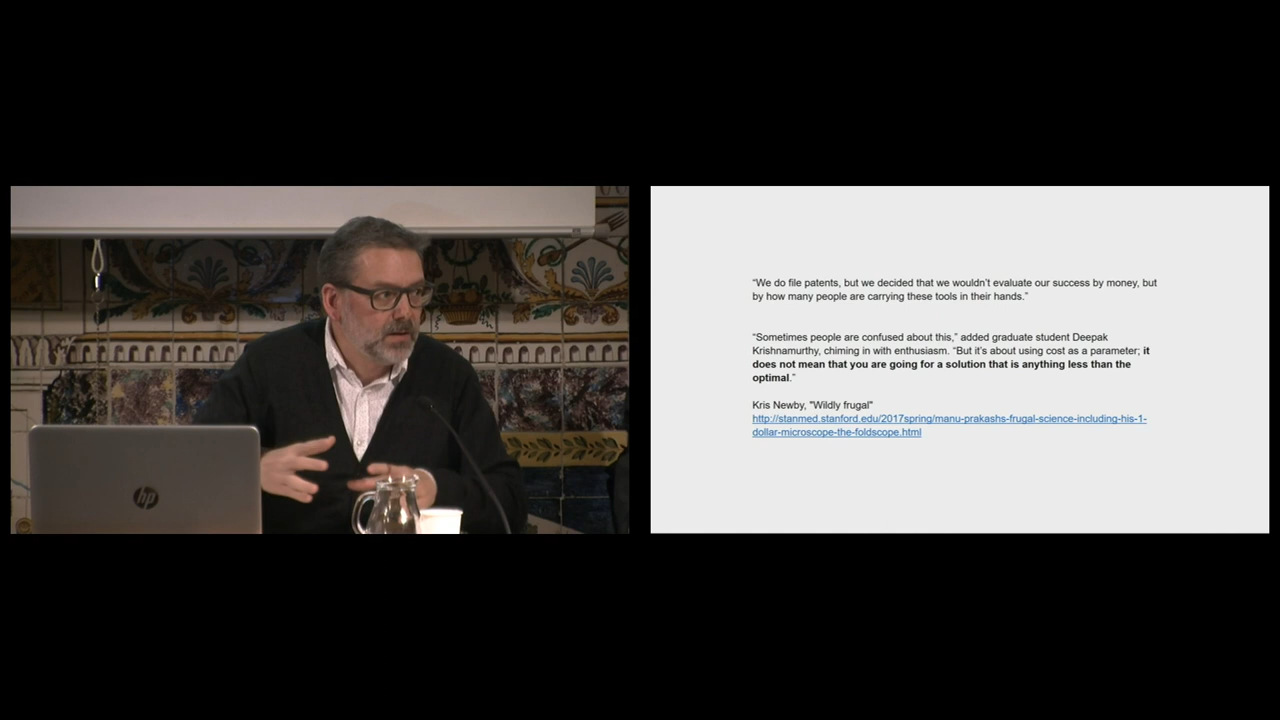 hp
“We do file patents, but we decided that we wouldn’t evaluate our success by money, but
by how many people are carrying these tools in their hands.”
“Sometimes people are confused about this,” added graduate student Deepak
Krishnamurthy, chiming in with enthusiasm. “But it’s about using cost as a parameter; it
does not mean that you are going for a solution that is anything less than the
optimal.”
Kris Newby, "Wildly frugal"
http://stanmed.stanford.edu/2017spring/manu-prakashs-frugal-science-including-his-1-
dollar-microscope-the-foldscope.html